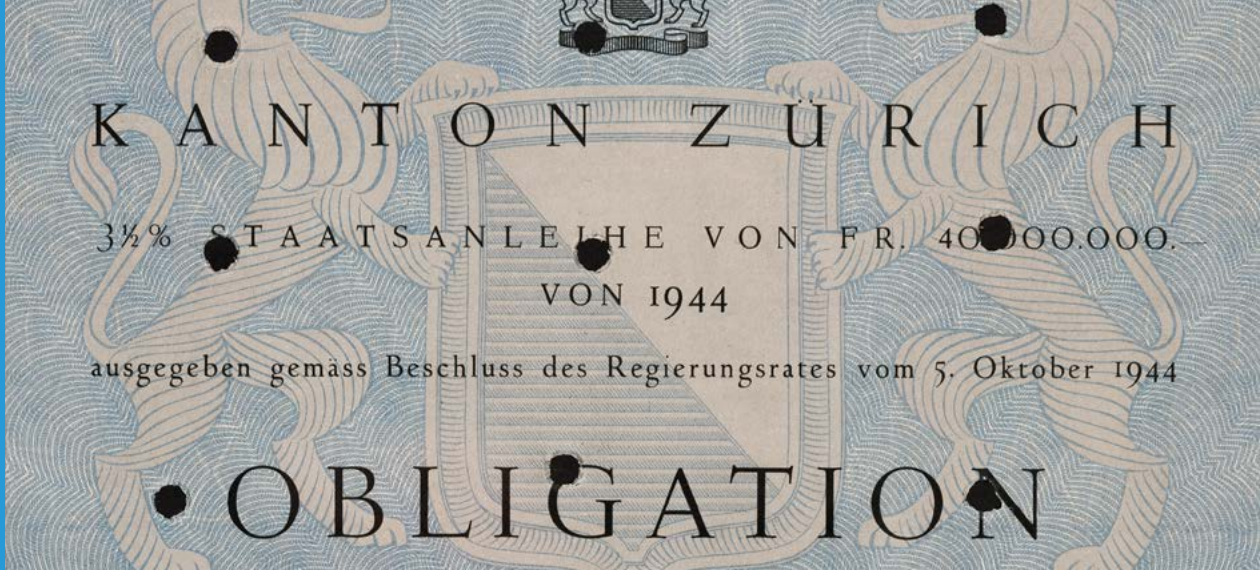 KANTON ZÜRICH
3½% STAATSANLEIHE VON FR. 40.000.000.—
VON 1944
ausgegeben gemäss Beschluss des Regierungsrates vom 5. Oktober 1944
OBLIGATION